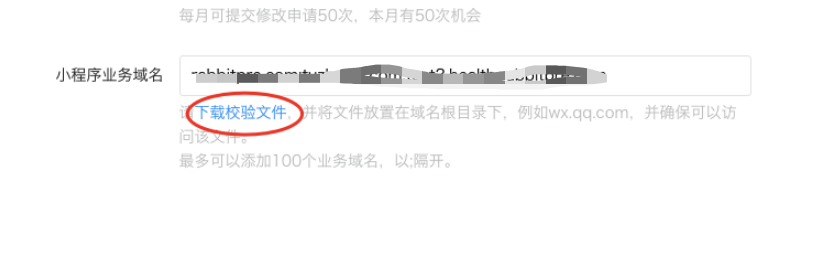 每月可提交修改申请50次，本月有50次机会
小程序业务域名
请下载校验文件，并将文件放置在域名根目录下，例如wx.qq.com，并确保可以访
问该文件。
最多可以添加100个业务域名，以;隔开。